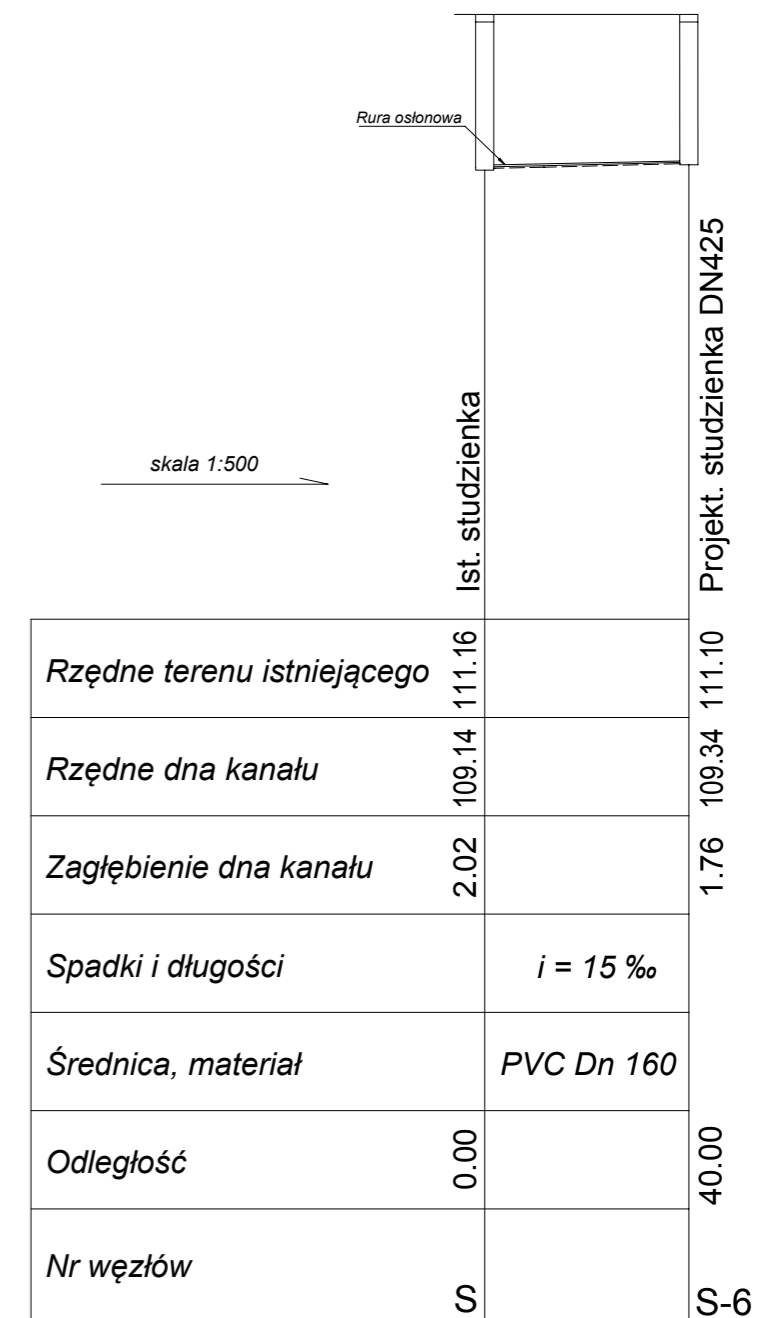 Rura osłonowa
Projekt. studzienka DN425
Ist. studzienka
skala 1:500
Rzędne terenu istniejącego 111.16 111.10
Rzędne dna kanału 109.14 109.34
Zagłębienie dna kanału 2.02 1.76
Spadki i długości i = 15 ‰
Średnica, materiał PVC Dn 160
Odległość 0.00 40.00
Nr węzłów S S-6